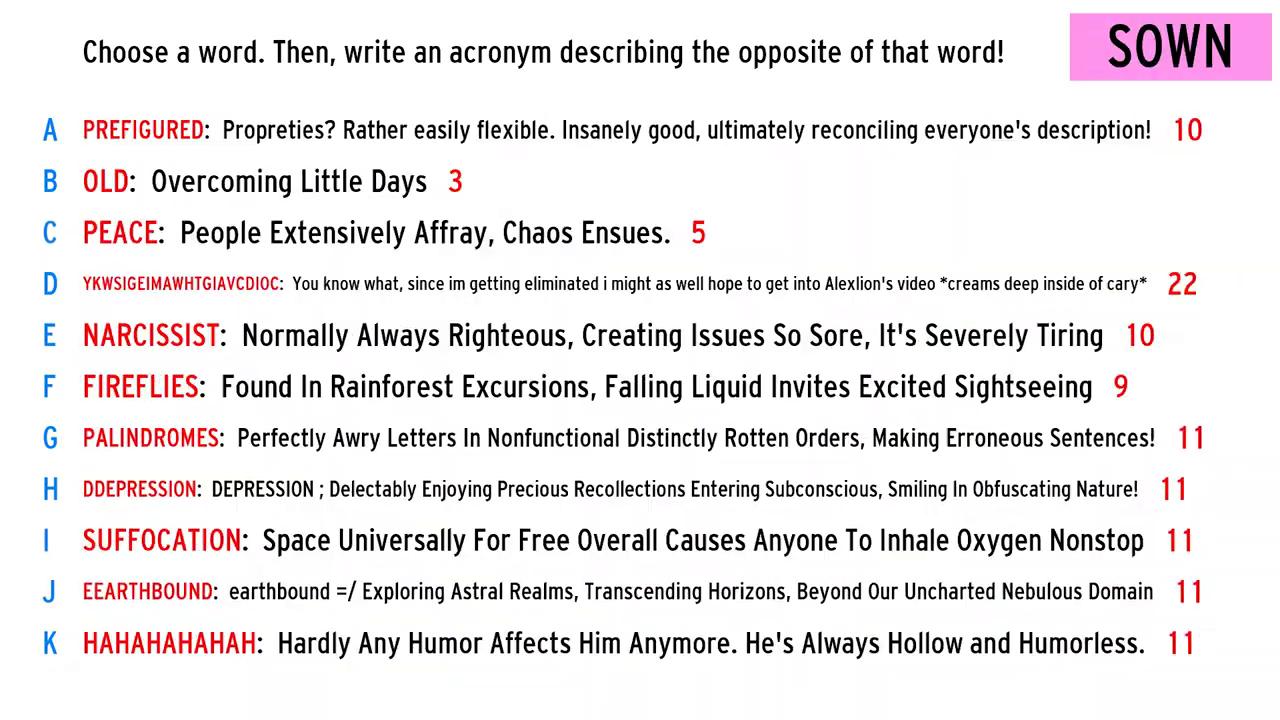 Choose a word. Then, write an acronym describing the opposite of that word!
SOWN
A PREFIGURED: Propreties? Rather easily flexible. Insanely good, ultimately reconciling everyone's description! 10
B OLD: Overcoming Little Days 3
C PEACE: People Extensively Affray, Chaos Ensues. 5
D YKWSIGEIMAWHTGIAVCDIOC: You know what, since im getting eliminated i might as well hope to get into Alexlion's video *creams deep inside of cary* 22
E NARCISSIST: Normally Always Righteous, Creating Issues So Sore, It's Severely Tiring 10
F FIREFLIES: Found In Rainforest Excursions, Falling Liquid Invites Excited Sightseeing 9
G PALINDROMES: Perfectly Awry Letters In Nonfunctional Distinctly Rotten Orders, Making Erroneous Sentences! 11
H DDEPRESSION: DEPRESSION ; Delectably Enjoying Precious Recollections Entering Subconscious, Smiling In Obfuscating Nature! 11
I SUFFOCATION: Space Universally For Free Overall Causes Anyone To Inhale Oxygen Nonstop 11
J EEARTHBOUND: earthbound =/ Exploring Astral Realms, Transcending Horizons, Beyond Our Uncharted Nebulous Domain 11
K HAHAHAHAHAH: Hardly Any Humor Affects Him Anymore. He's Always Hollow and Humorless. 11